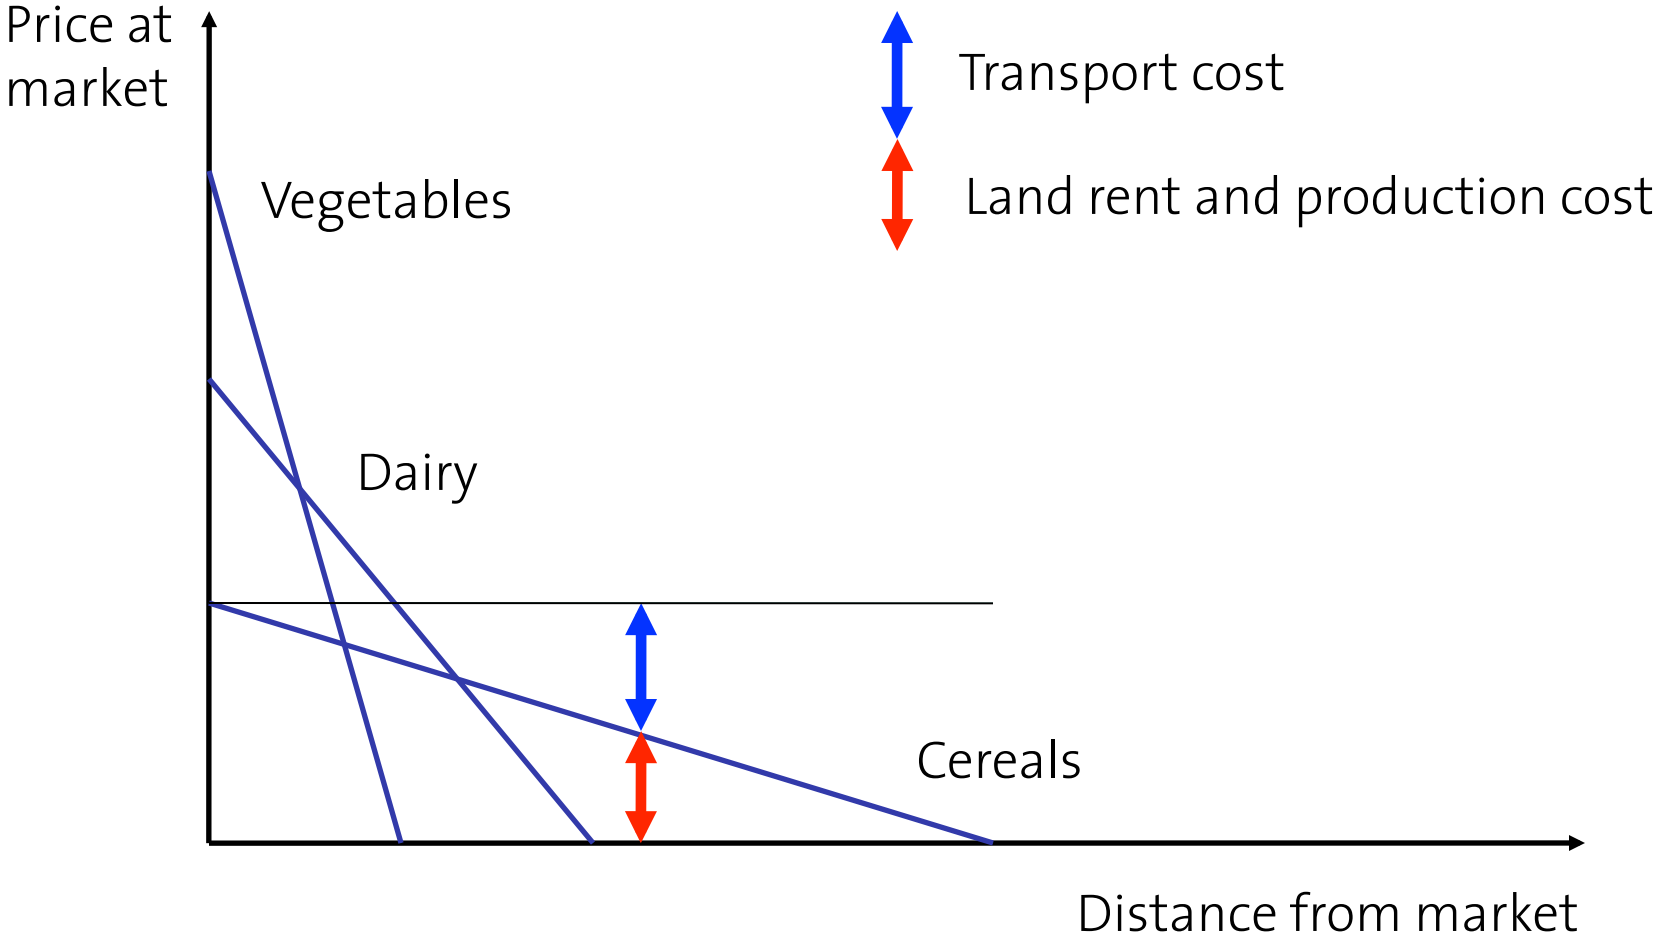 Price at
market
Transport cost
Land rent and production cost
Vegetables
Dairy
Cereals
Distance from market